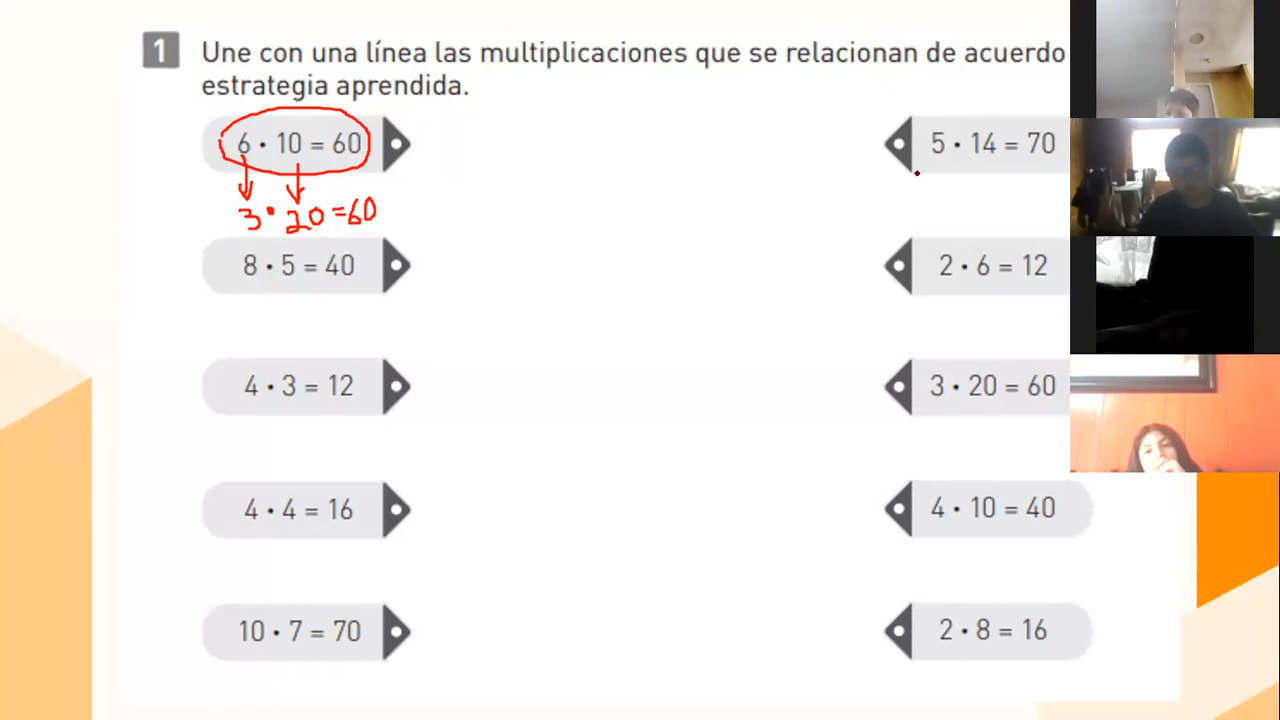 1 Une con una línea las multiplicaciones que se relacionan de acuerdo
estrategia aprendida.
6 · 10 = 60
5 · 14 = 70
3 · 20 = 60
8 · 5 = 40
2 · 6 = 12
4 · 3 = 12
3 · 20 = 60
4 · 4 = 16
4 · 10 = 40
10 · 7 = 70
2 · 8 = 16